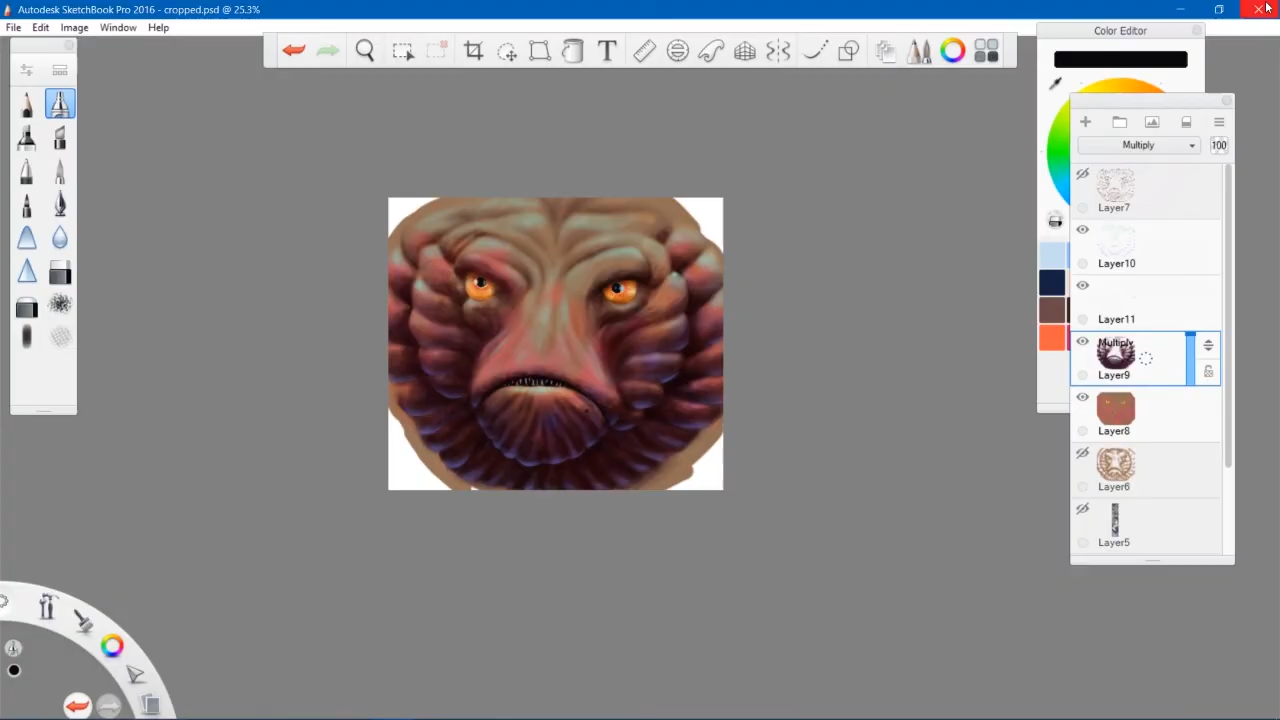 Autodesk SketchBook Pro 2016 - cropped.psd @ 25.3%
File Edit Image Window Help
Color Editor
Multiply 100
Layer7
Layer10
Layer11
Multiply
Layer9
Layer8
Layer6
Layer5